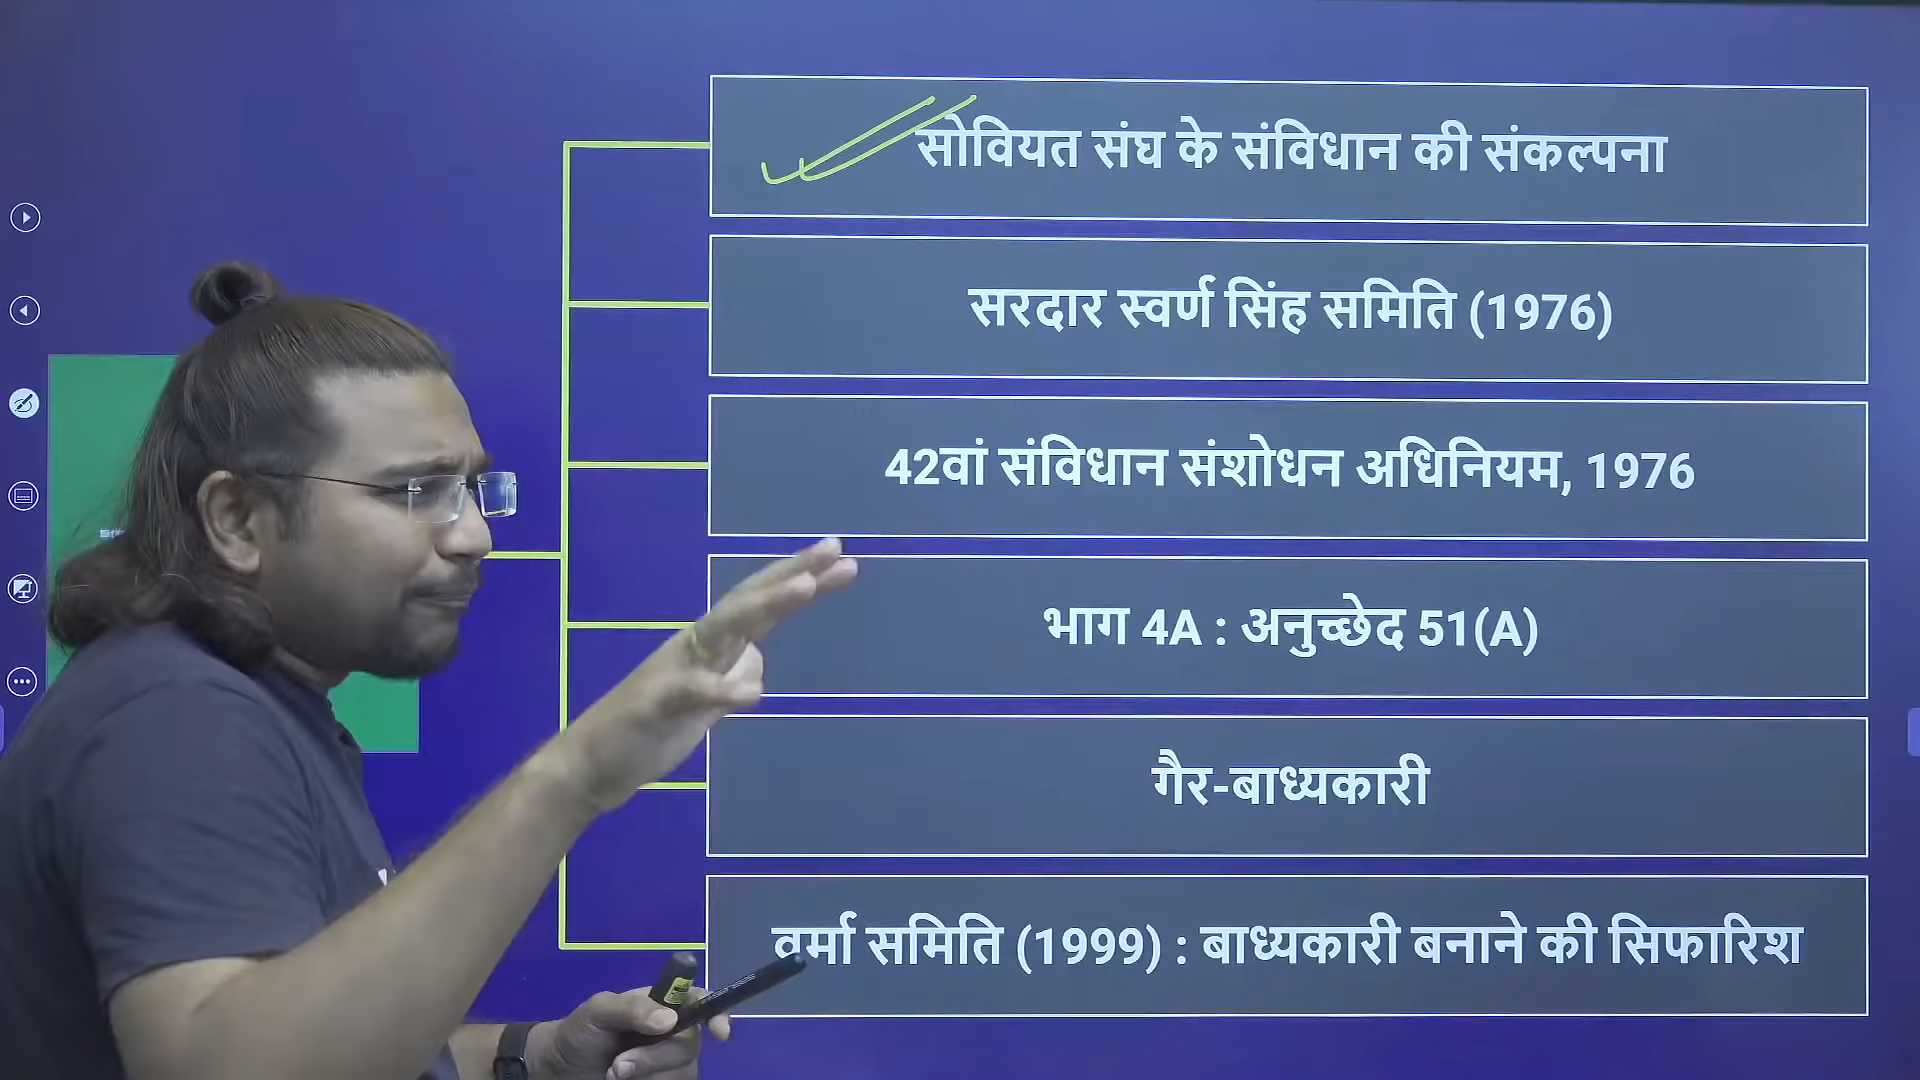 सोवियत संघ के संविधान की संकल्पना
सरदार स्वर्ण सिंह समिति (1976)
42वां संविधान संशोधन अधिनियम, 1976
भाग 4A : अनुच्छेद 51(A)
गैर-बाध्यकारी
वर्मा समिति (1999) : बाध्यकारी बनाने की सिफारिश